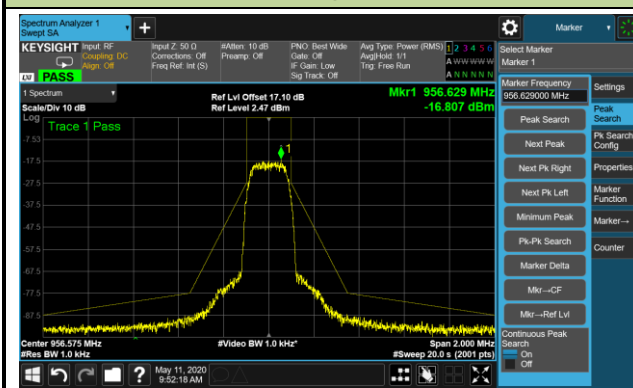 Spectrum Analyzer 1
Swept SA
+
Marker
KEYSIGHT
Input: RF
Coupling: DC
Align: Off
Input Z: 50 Ω
Corrections: Off
Freq Ref: Int (S)
#Atten: 10 dB
Preamp: Off
PNO: Best Wide
Gate: Off
IF Gain: Low
Sig Track: Off
Avg Type: Power (RMS)
Avg|Hold: 1/1
Trig: Free Run
1 2 3 4 5 6
A W W W W W
A N N N N N
LXI
PASS
Select Marker
Marker 1
1 Spectrum
Scale/Div 10 dB
Log
Ref Lvl Offset 17.10 dB
Ref Level 2.47 dBm
Mkr1 956.629 MHz
-16.807 dBm
Trace 1 Pass
1
-7.53
-17.5
-27.5
-37.5
-47.5
-57.5
-67.5
-77.5
-87.5
Center 956.575 MHz
#Res BW 1.0 kHz
#Video BW 1.0 kHz*
Span 2.000 MHz
#Sweep 20.0 s (2001 pts)
Marker Frequency
956.629000 MHz
Peak Search
Next Peak
Next Pk Right
Next Pk Left
Minimum Peak
Pk-Pk Search
Marker Delta
Mkr→CF
Mkr→Ref Lvl
Continuous Peak
Search
On
Off
Settings
Peak
Search
Pk Search
Config
Properties
Marker
Function
Marker→
Counter
?
May 11, 2020
9:52:18 AM